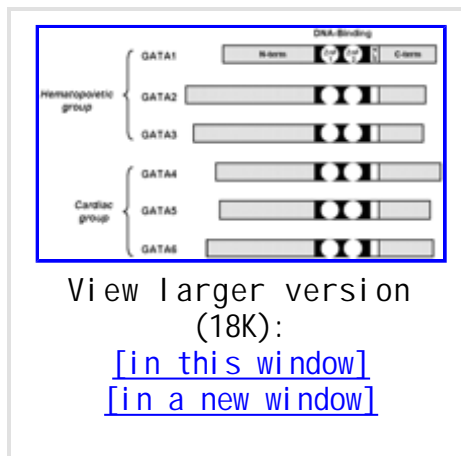 DNA-Binding
GATA1 N-term C-term
Hematopoietic group
GATA2
GATA3
GATA4
Cardiac group
GATA5
GATA6
View larger version
(18K):
[in this window]
[in a new window]